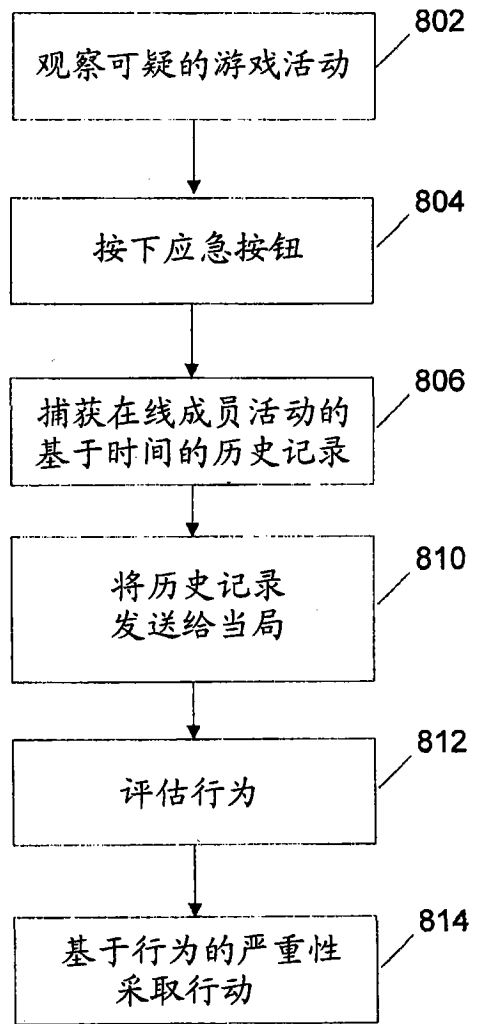 802
观察可疑的游戏活动
804
按下应急按钮
806
捕获在线成员活动的
基于时间的历史记录
810
将历史记录
发送给当局
812
评估行为
814
基于行为的严重性
采取行动